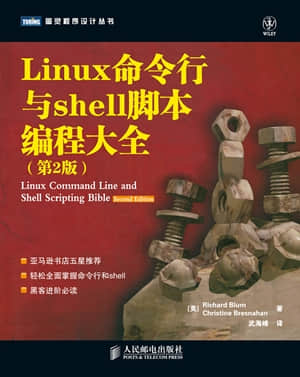 TURING 图灵程序设计丛书
WILEY
Linux命令行
与shell脚本
编程大全
(第2版)
Linux Command Line and
Shell Scripting Bible Second Edition
亚马逊书店五星推荐
轻松全面掌握命令行和shell
黑客进阶必读
[美] Richard Blum 著
Christine Bresnahan
武海峰 译
人民邮电出版社
POSTS & TELECOM PRESS